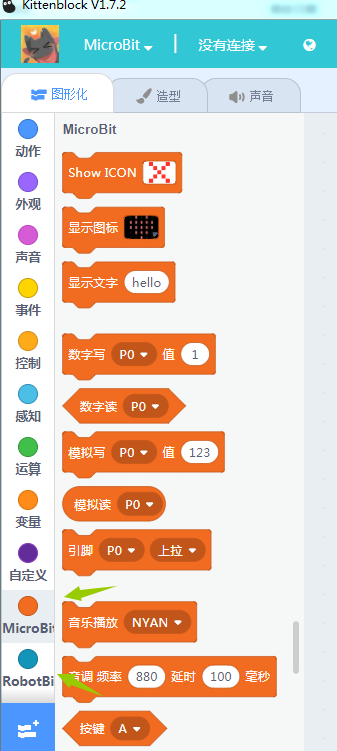 Kittenblock V1.7.2
MicroBit
没有连接
图形化
造型
声音
MicroBit
动作
外观
声音
事件
控制
感知
运算
变量
自定义
MicroBit
RobotBi
Show ICON
显示图标
显示文字 hello
数字写 P0 值 1
数字读 P0
模拟写 P0 值 123
模拟读 P0
引脚 P0 上拉
音乐播放 NYAN
音调 频率 880 延时 100 毫秒
按键 A